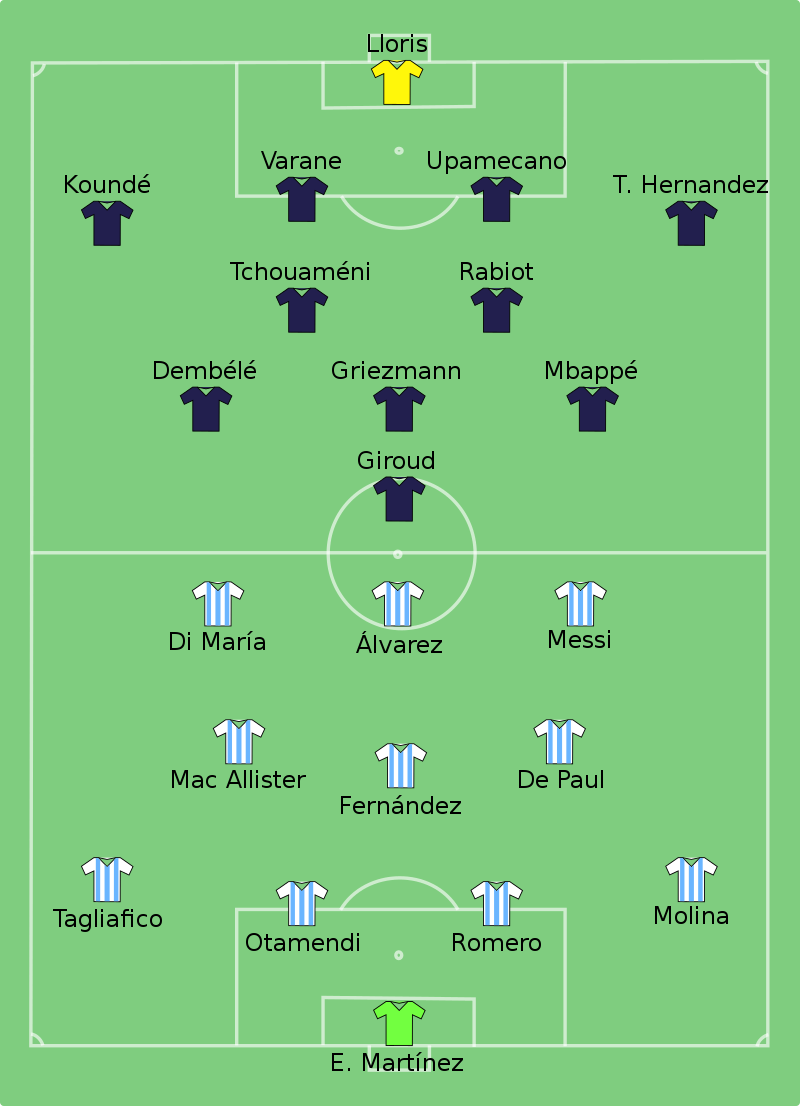 Lloris
Varane
Upamecano
Koundé
T. Hernandez
Tchouaméni
Rabiot
Dembélé
Griezmann
Mbappé
Giroud
Di María
Álvarez
Messi
Mac Allister
De Paul
Fernández
Tagliafico
Molina
Otamendi
Romero
E. Martínez